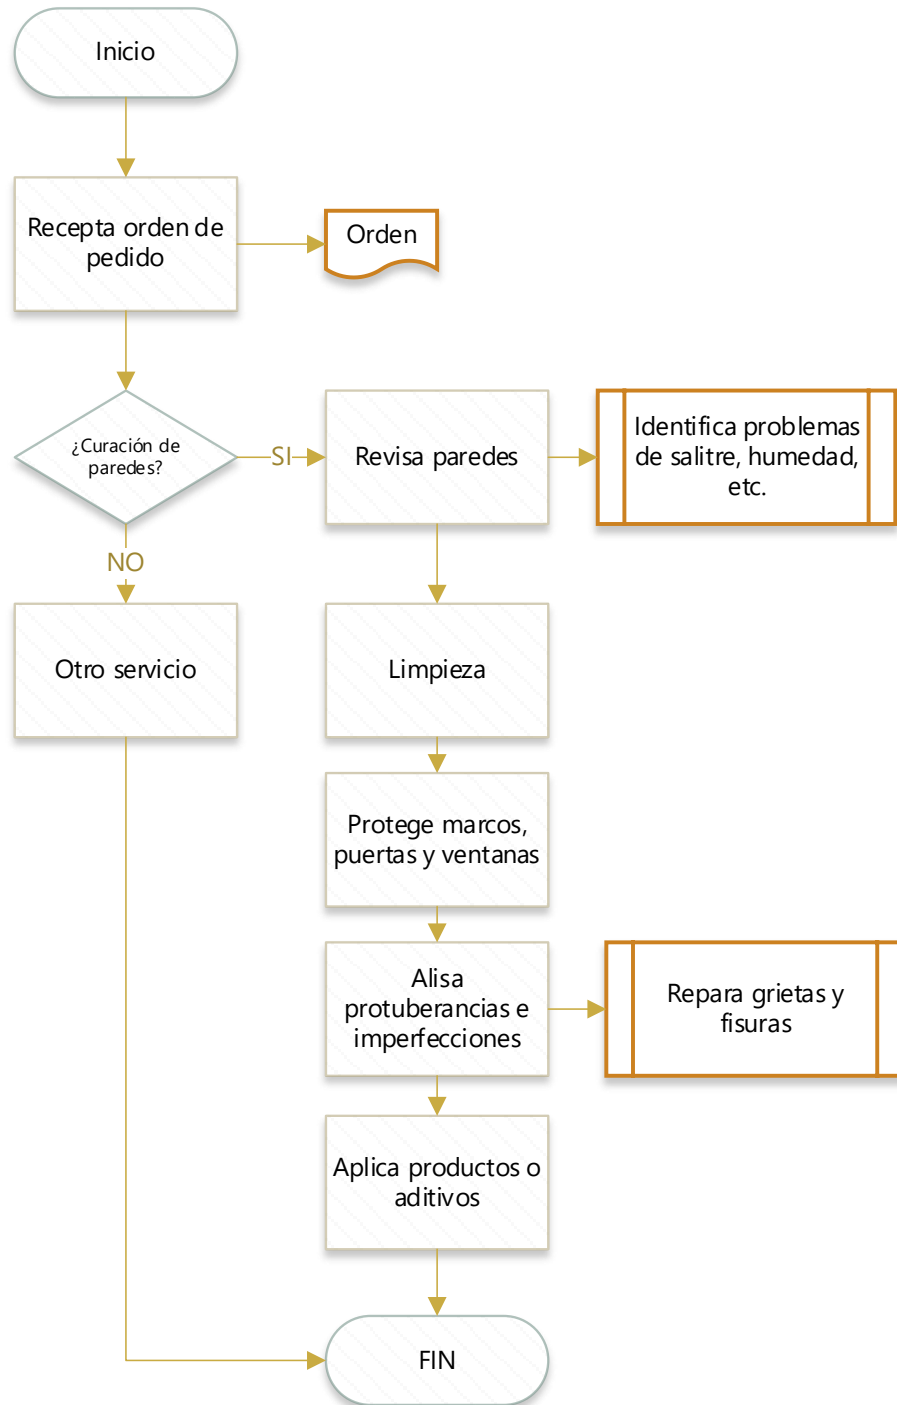 Inicio
Recepta orden de
pedido
Orden
¿Curación de
paredes?
SI
Revisa paredes
Identifica problemas
de salitre, humedad,
etc.
NO
Otro servicio
Limpieza
Protege marcos,
puertas y ventanas
Alisa
protuberancias e
imperfecciones
Repara grietas y
fisuras
Aplica productos o
aditivos
FIN